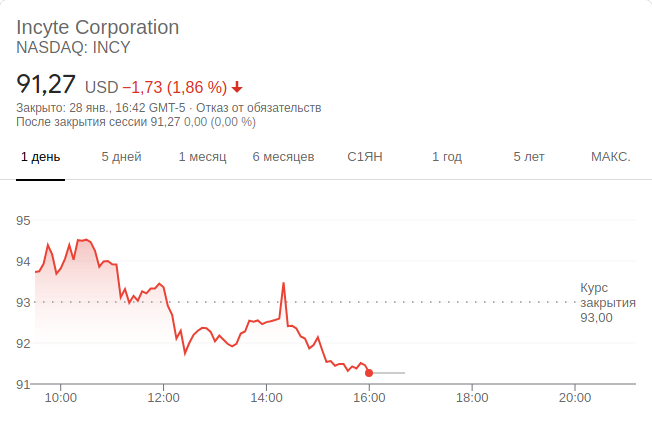 Incyte Corporation
NASDAQ: INCY
91,27 USD −1,73 (1,86 %)
Закрыто: 28 янв., 16:42 GMT-5 · Отказ от обязательств
После закрытия сессии 91,27 0,00 (0,00 %)
1 день 5 дней 1 месяц 6 месяцев С1ЯН 1 год 5 лет МАКС.
95
94
93
92
91
Курс
закрытия
93,00
10:00 12:00 14:00 16:00 18:00 20:00